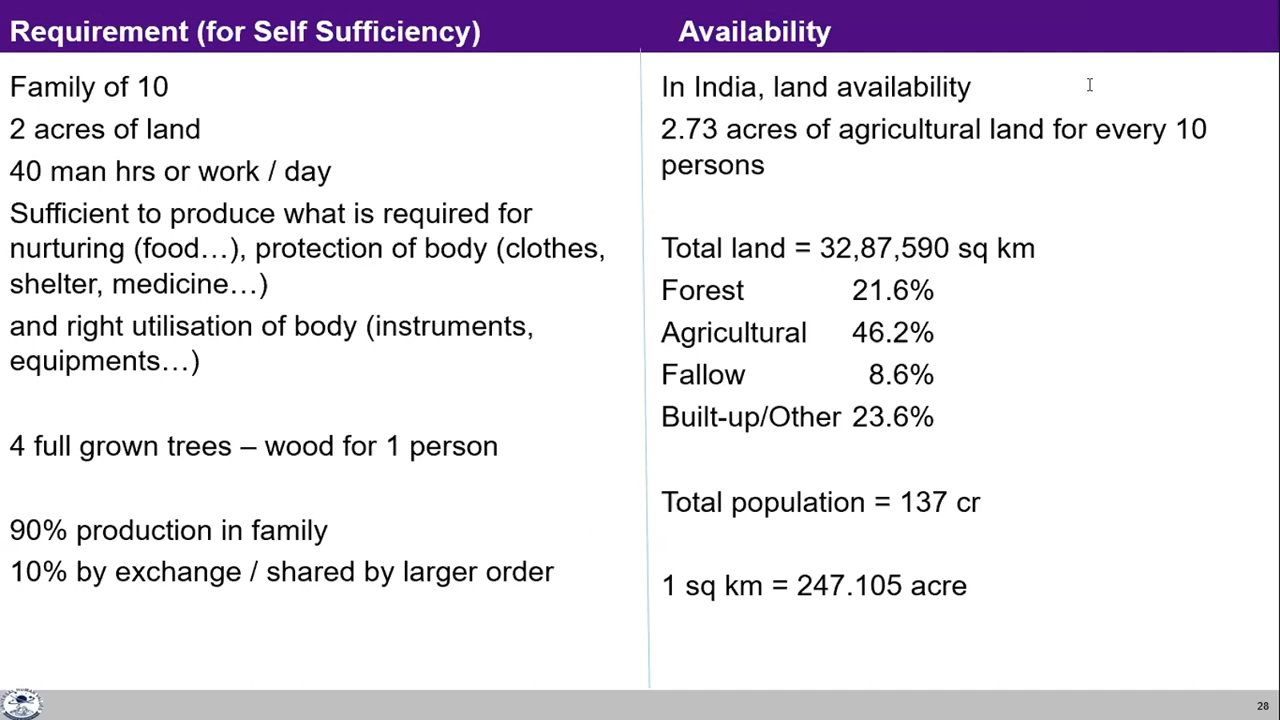 Requirement (for Self Sufficiency)
Availability
Family of 10
2 acres of land
40 man hrs or work / day
Sufficient to produce what is required for
nurturing (food…), protection of body (clothes,
shelter, medicine…)
and right utilisation of body (instruments,
equipments…)
4 full grown trees – wood for 1 person
90% production in family
10% by exchange / shared by larger order
In India, land availability
2.73 acres of agricultural land for every 10
persons
Total land = 32,87,590 sq km
Forest 21.6%
Agricultural 46.2%
Fallow 8.6%
Built-up/Other 23.6%
Total population = 137 cr
1 sq km = 247.105 acre
28